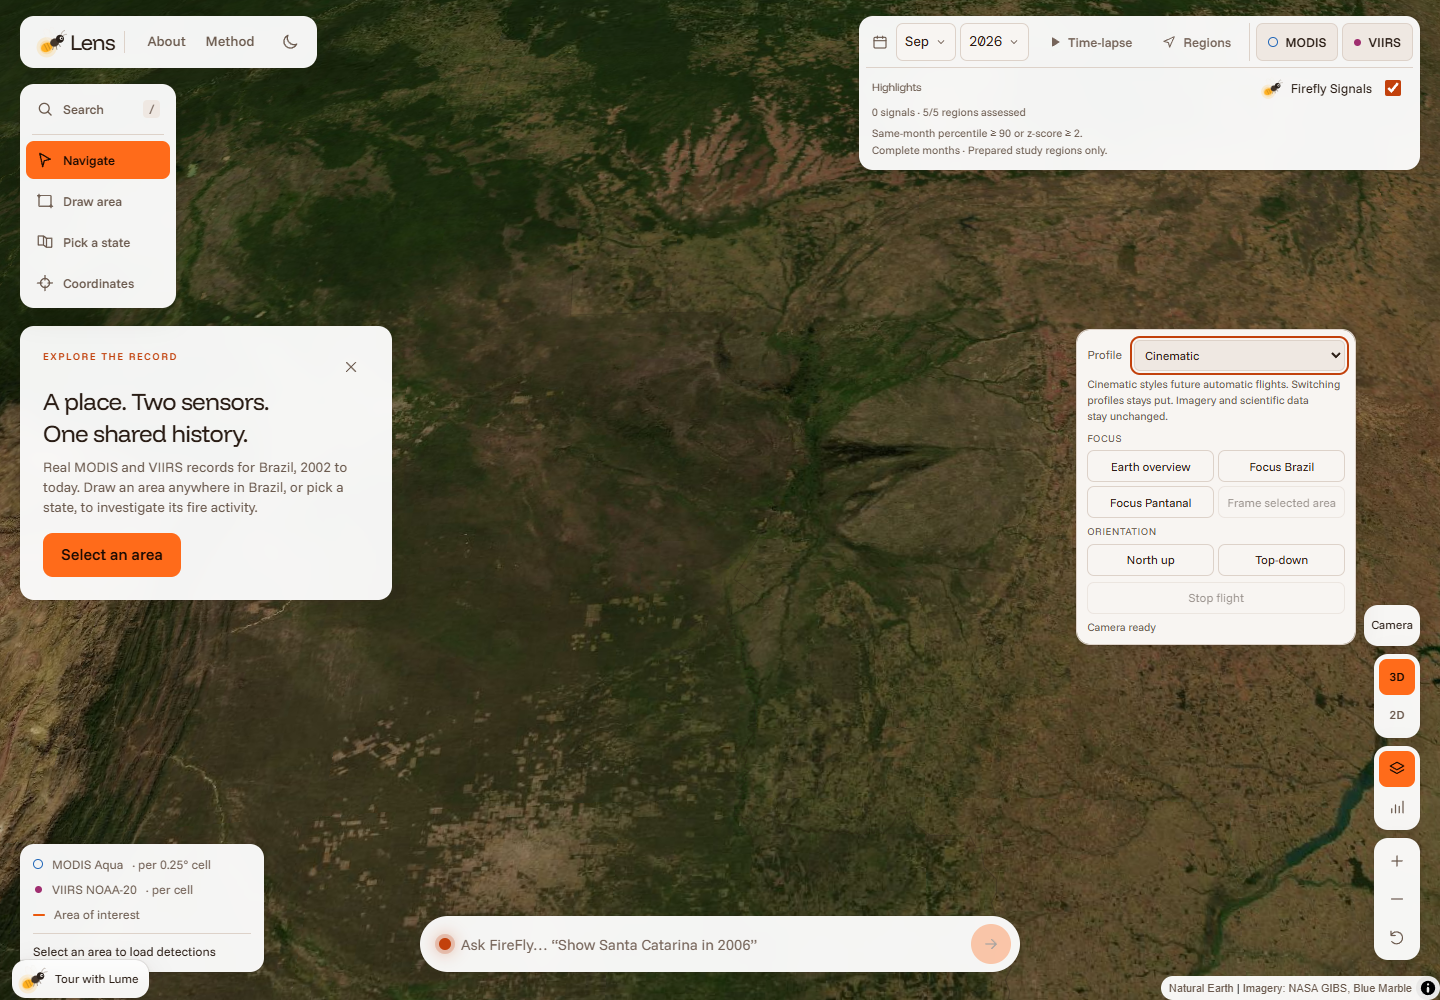 Lens
About
Method
Sep
2026
Time-lapse
Regions
MODIS
VIIRS
Highlights
Firefly Signals
0 signals · 5/5 regions assessed
Same-month percentile ≥ 90 or z-score ≥ 2.
Complete months · Prepared study regions only.
Search
/
Navigate
Draw area
Pick a state
Coordinates
EXPLORE THE RECORD
A place. Two sensors.
One shared history.
Real MODIS and VIIRS records for Brazil, 2002 to
today. Draw an area anywhere in Brazil, or pick a
state, to investigate its fire activity.
Select an area
Profile
Cinematic
Cinematic styles future automatic flights. Switching
profiles stays put. Imagery and scientific data
stay unchanged.
FOCUS
Earth overview
Focus Brazil
Focus Pantanal
Frame selected area
ORIENTATION
North up
Top-down
Stop flight
Camera ready
Camera
3D
2D
MODIS Aqua · per 0.25° cell
VIIRS NOAA-20 · per cell
Area of interest
Select an area to load detections
Tour with Lume
Ask FireFly… “Show Santa Catarina in 2006”
Natural Earth | Imagery: NASA GIBS, Blue Marble